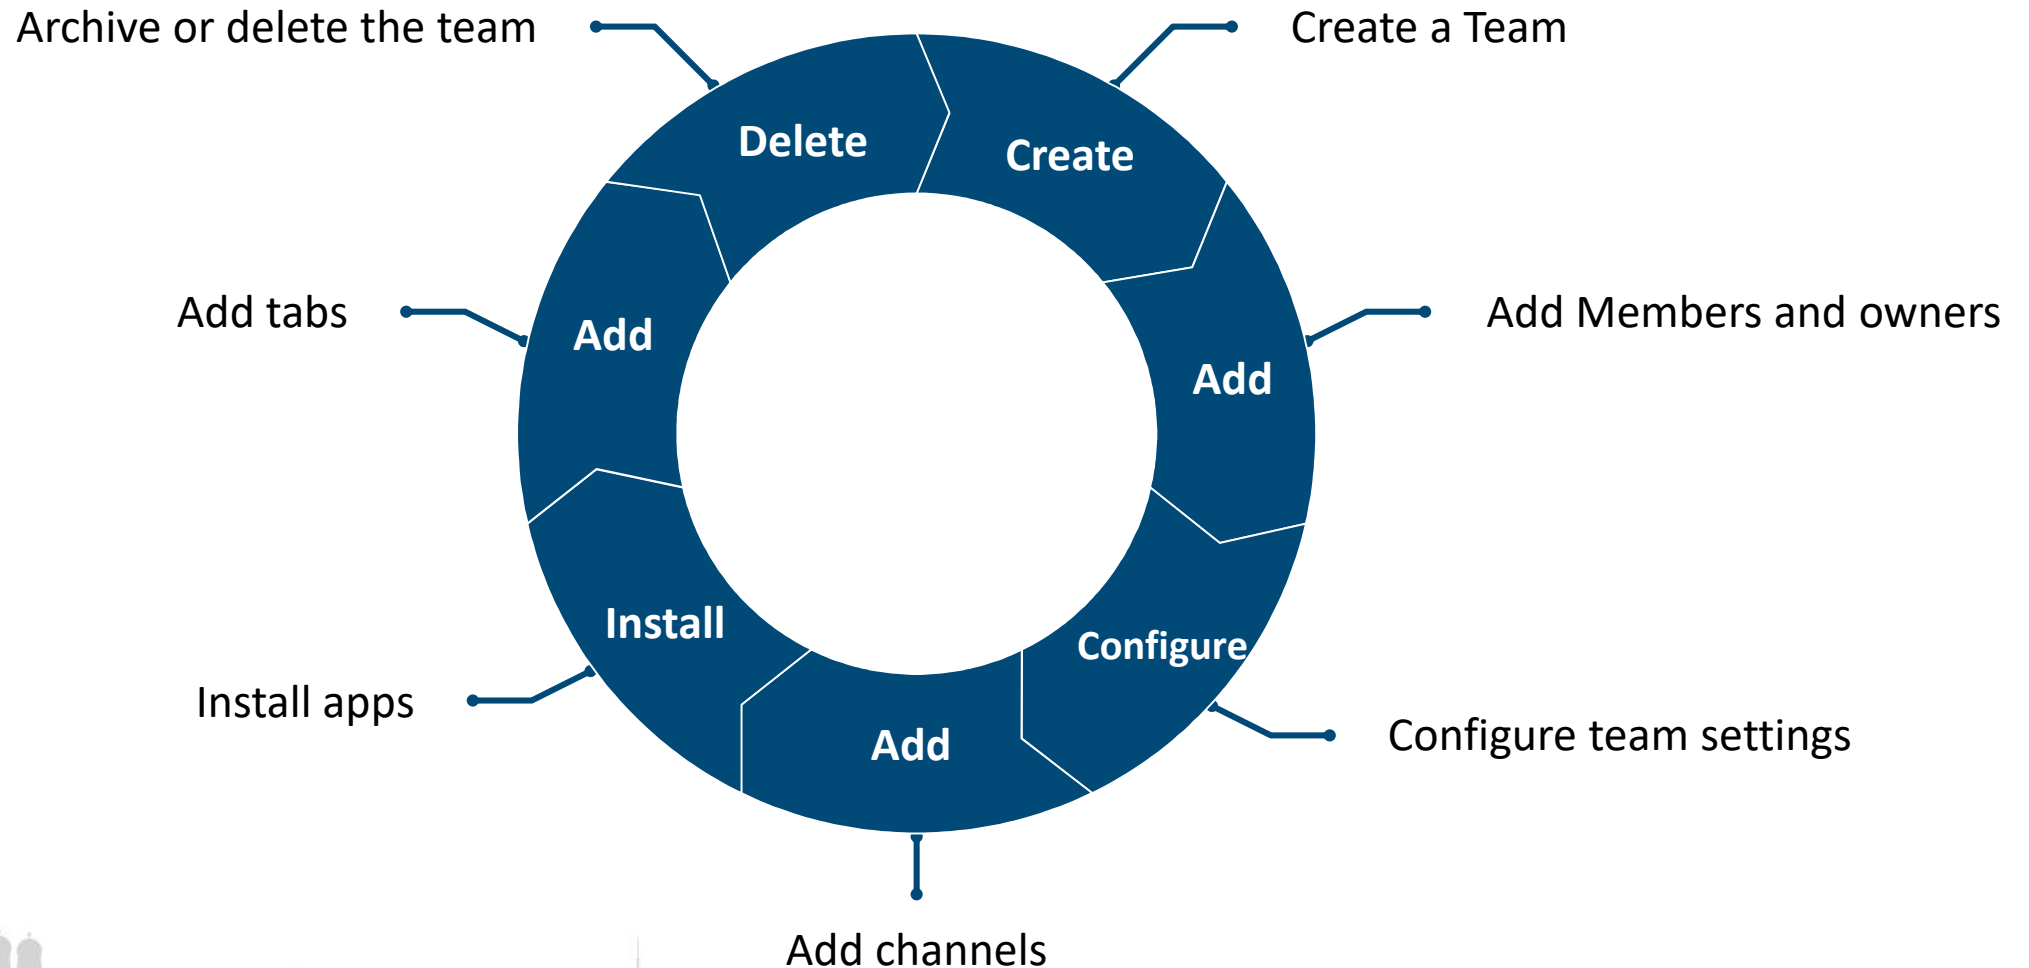 Archive or delete the team
Create a Team
Delete
Create
Add tabs
Add
Add Members and owners
Add
Install
Configure
Install apps
Configure team settings
Add
Add channels